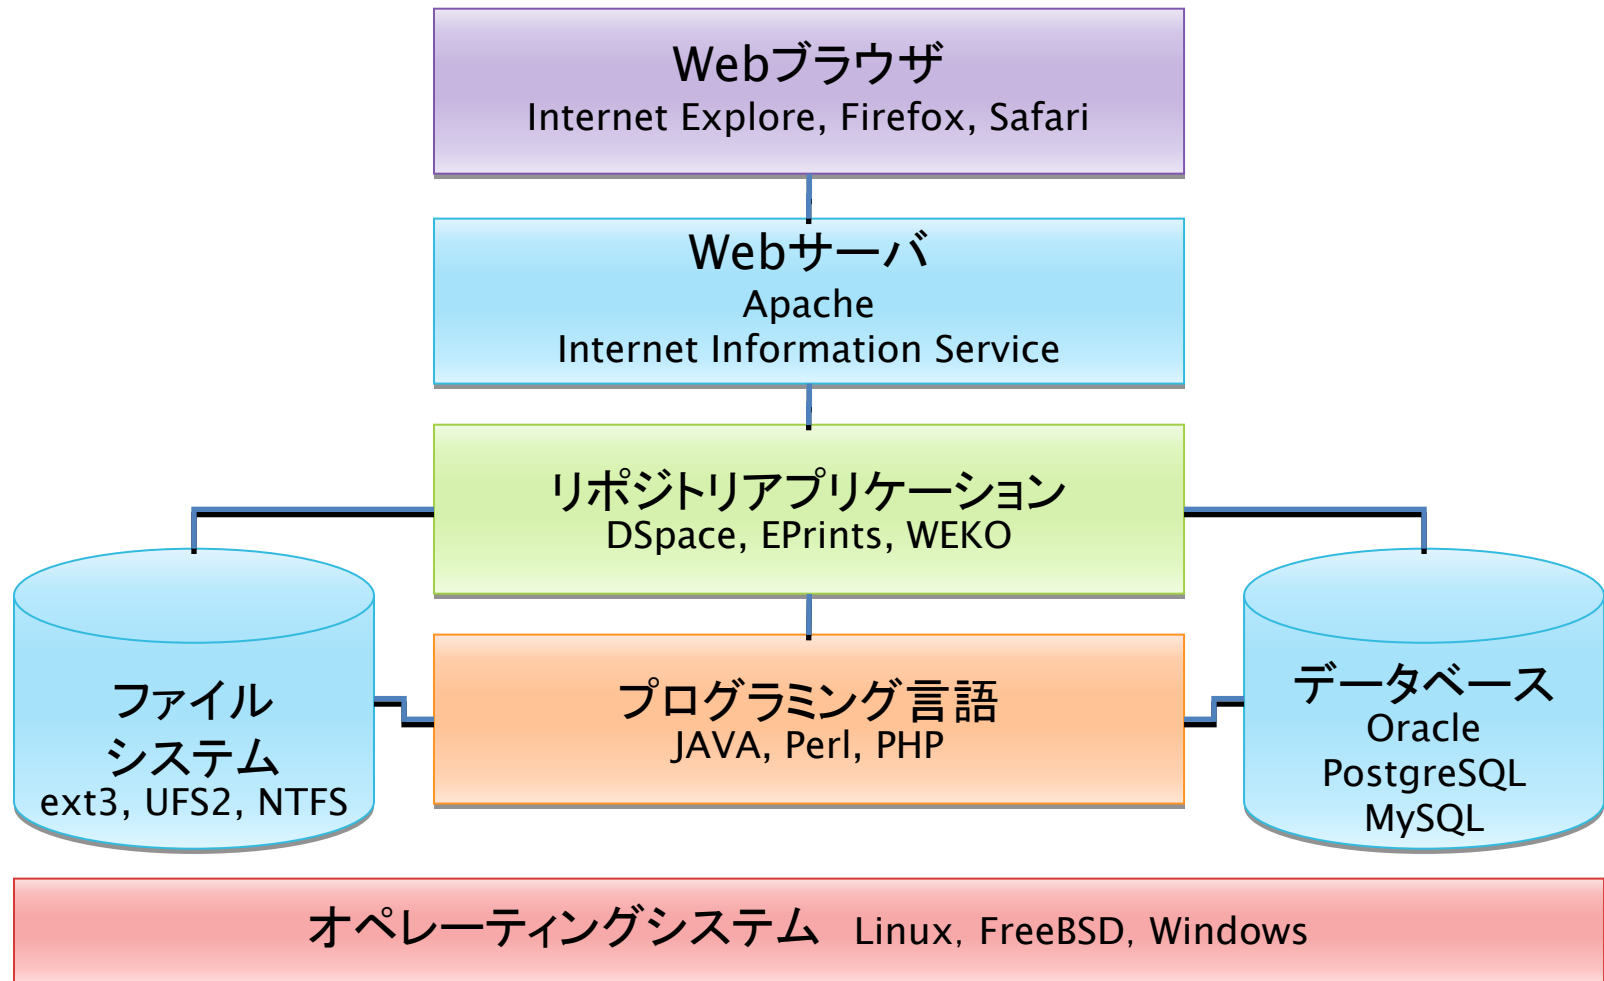 Webブラウザ
Internet Explore, Firefox, Safari
Webサーバ
Apache
Internet Information Service
リポジトリアプリケーション
DSpace, EPrints, WEKO
ファイル
システム
ext3, UFS2, NTFS
プログラミング言語
JAVA, Perl, PHP
データベース
Oracle
PostgreSQL
MySQL
オペレーティングシステム Linux, FreeBSD, Windows